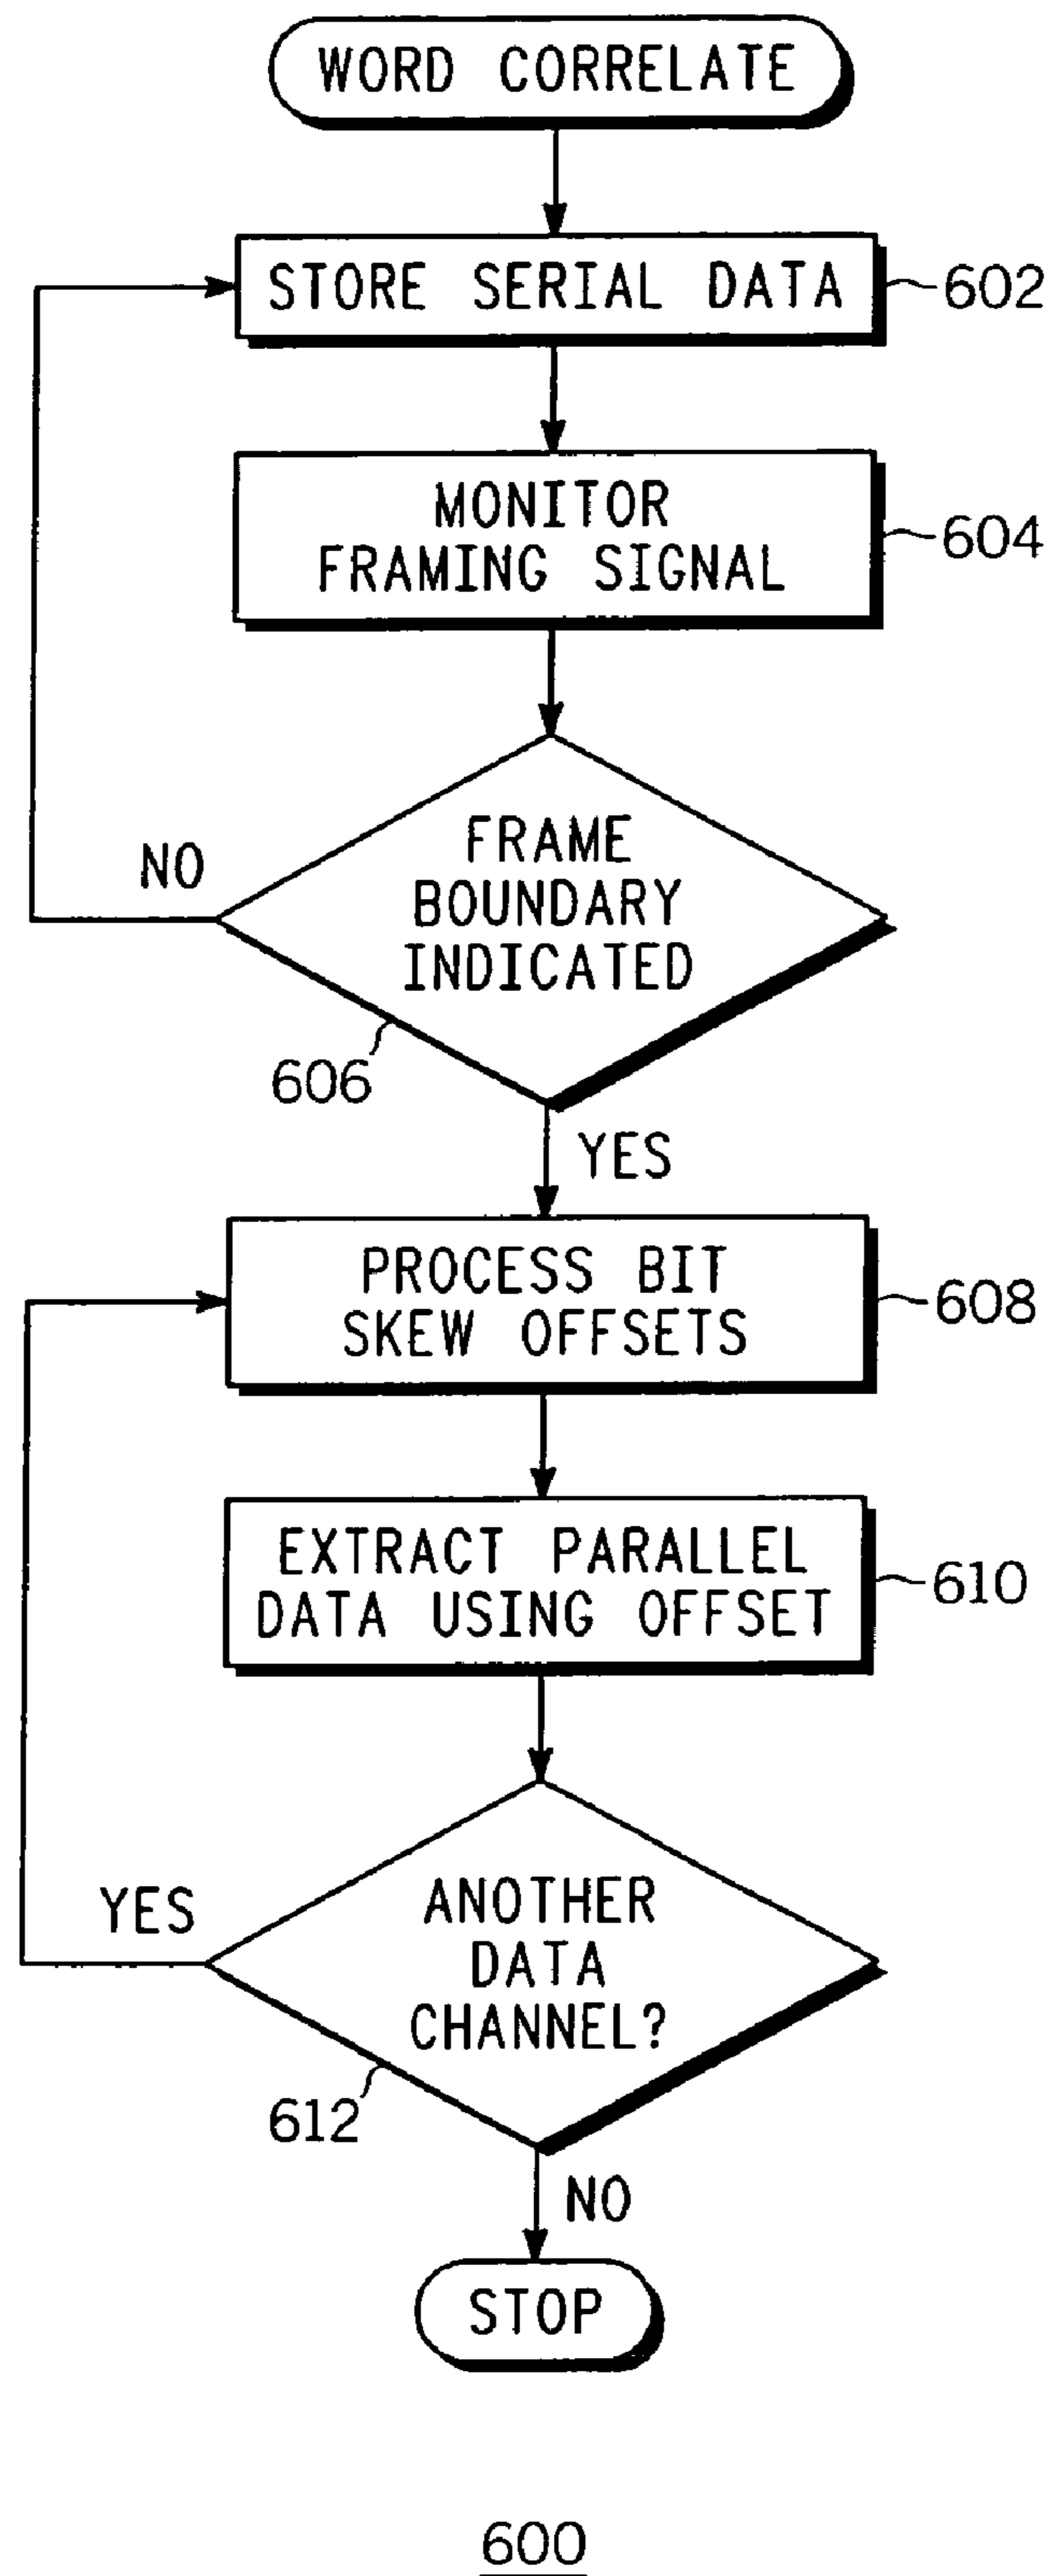 WORD CORRELATE
STORE SERIAL DATA
602
MONITOR
FRAMING SIGNAL
604
FRAME
BOUNDARY
INDICATED
NO
606
YES
PROCESS BIT
SKEW OFFSETS
608
EXTRACT PARALLEL
DATA USING OFFSET
610
ANOTHER
DATA
CHANNEL?
YES
612
NO
STOP
600